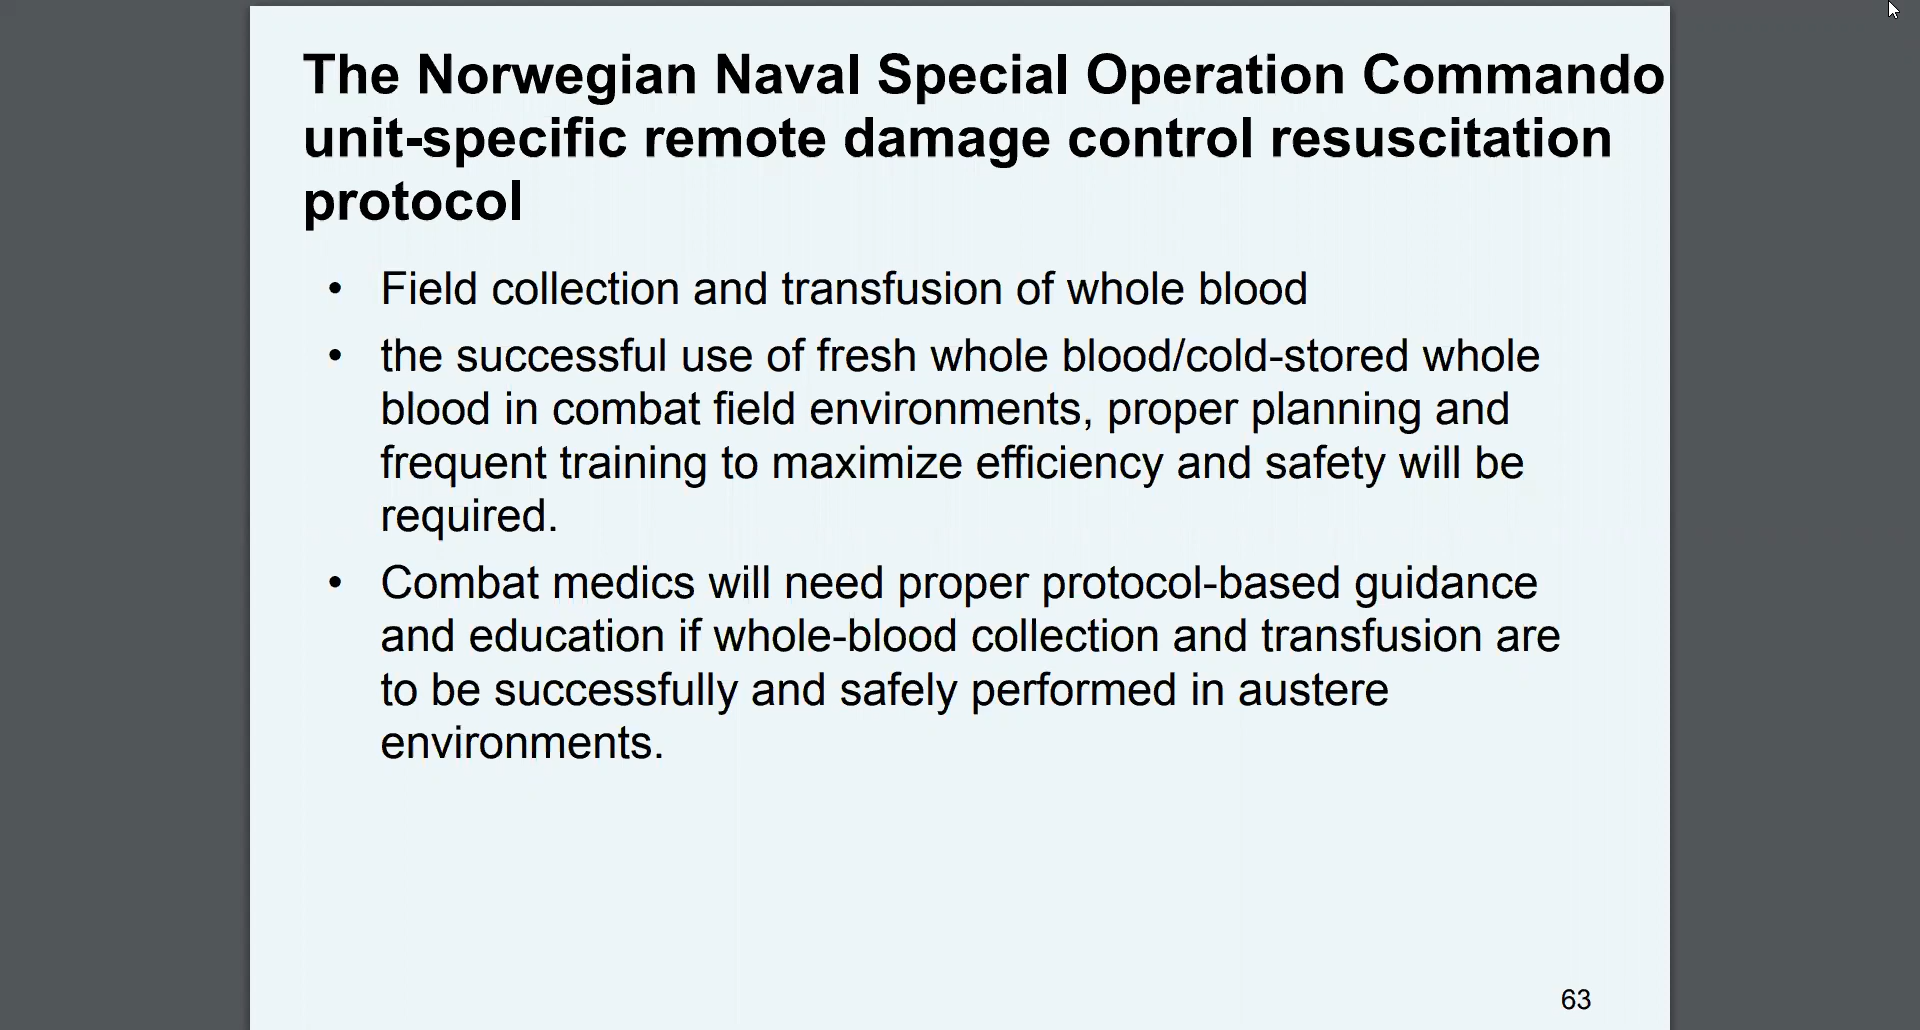 The Norwegian Naval Special Operation Commando
unit-specific remote damage control resuscitation
protocol
• Field collection and transfusion of whole blood
• the successful use of fresh whole blood/cold-stored whole
blood in combat field environments, proper planning and
frequent training to maximize efficiency and safety will be
required.
• Combat medics will need proper protocol-based guidance
and education if whole-blood collection and transfusion are
to be successfully and safely performed in austere
environments.
63